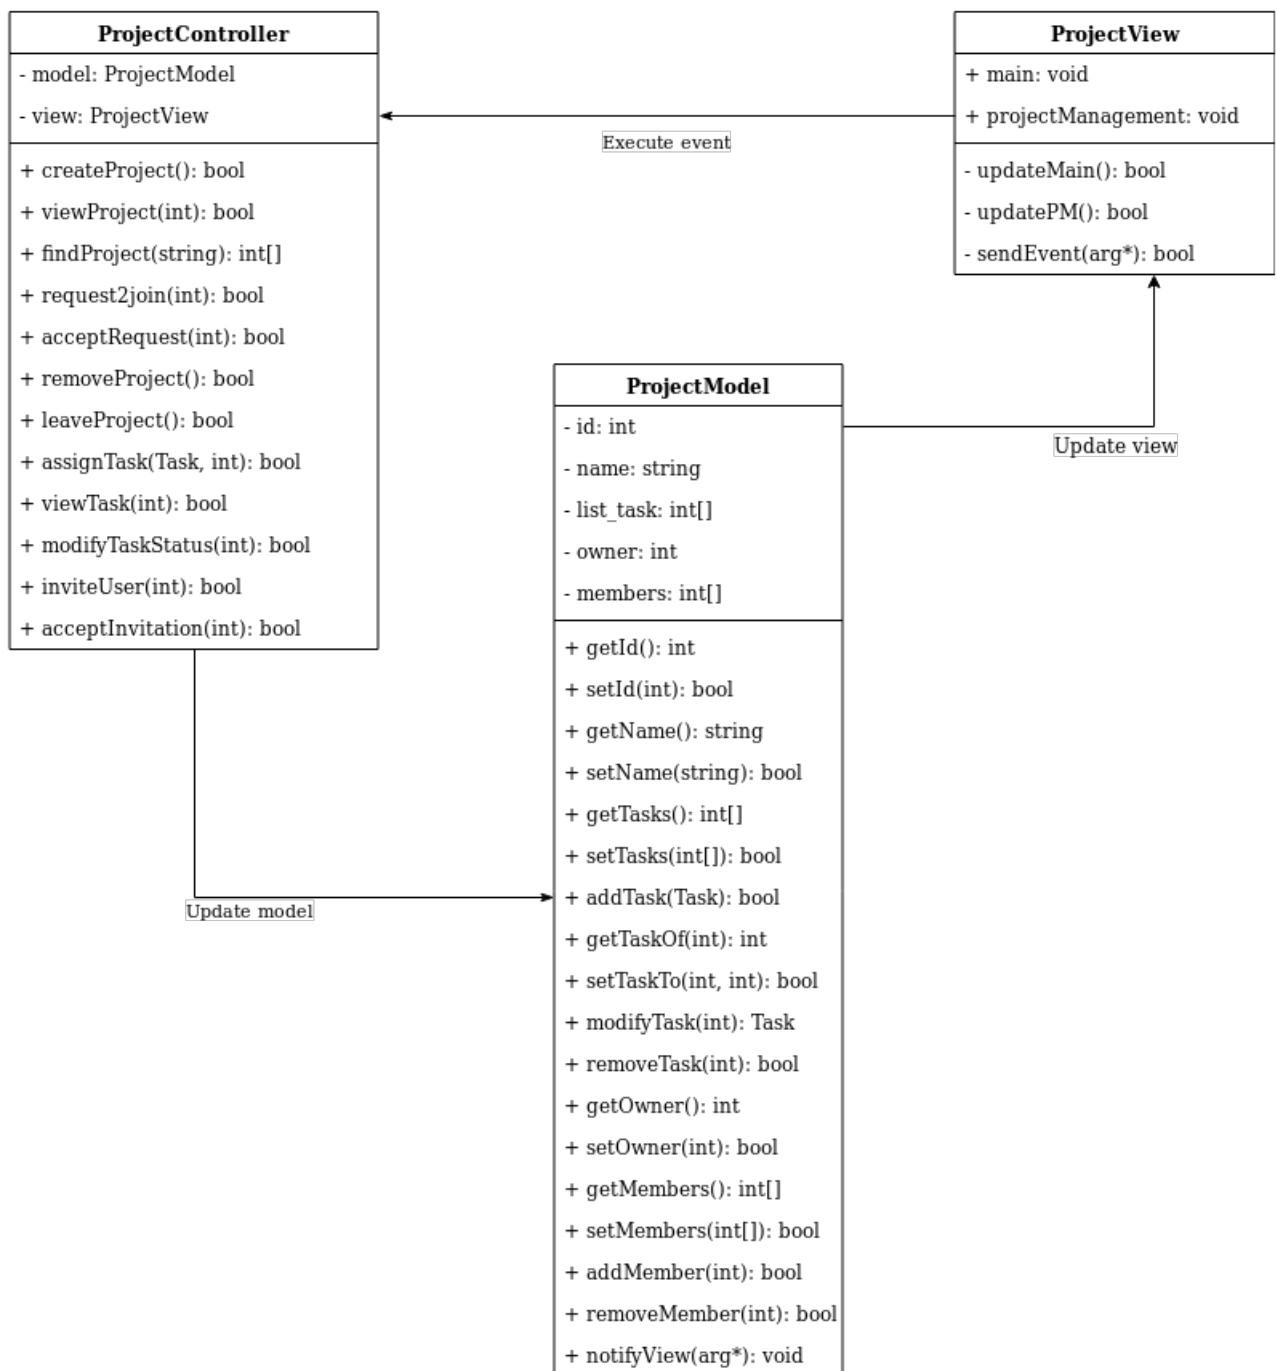 ProjectController
- model: ProjectModel
- view: ProjectView
+ createProject(): bool
+ viewProject(int): bool
+ findProject(string): int[]
+ request2join(int): bool
+ acceptRequest(int): bool
+ removeProject(): bool
+ leaveProject(): bool
+ assignTask(Task, int): bool
+ viewTask(int): bool
+ modifyTaskStatus(int): bool
+ inviteUser(int): bool
+ acceptInvitation(int): bool
Execute event
ProjectView
+ main: void
+ projectManagement: void
- updateMain(): bool
- updatePM(): bool
- sendEvent(arg*): bool
Update view
Update model
ProjectModel
- id: int
- name: string
- list_task: int[]
- owner: int
- members: int[]
+ getId(): int
+ setId(int): bool
+ getName(): string
+ setName(string): bool
+ getTasks(): int[]
+ setTasks(int[]): bool
+ addTask(Task): bool
+ getTaskOf(int): int
+ setTaskTo(int, int): bool
+ modifyTask(int): Task
+ removeTask(int): bool
+ getOwner(): int
+ setOwner(int): bool
+ getMembers(): int[]
+ setMembers(int[]): bool
+ addMember(int): bool
+ removeMember(int): bool
+ notifyView(arg*): void